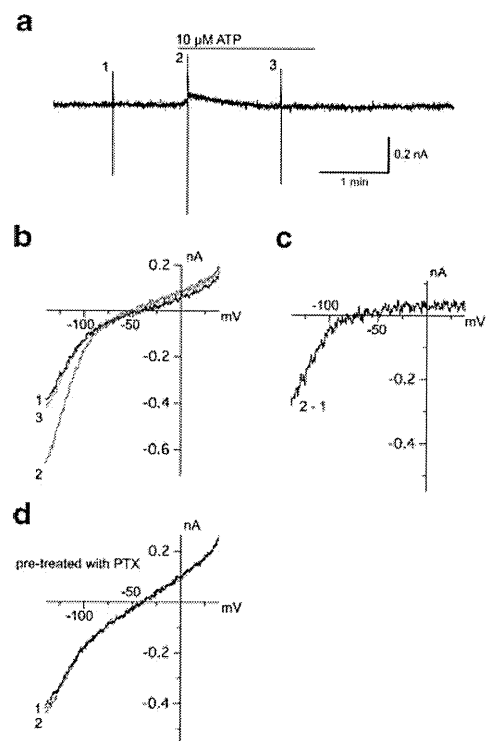 a
10 µM ATP
1
2
3
0.2 nA
1 min
b
nA
0.2
-100
-50
mV
-0.2
-0.4
-0.6
1
3
2
c
nA
-100
-50
mV
-0.2
-0.4
2 - 1
d
nA
pre-treated with PTX
0.2
-50
-100
mV
-0.2
-0.4
1
2